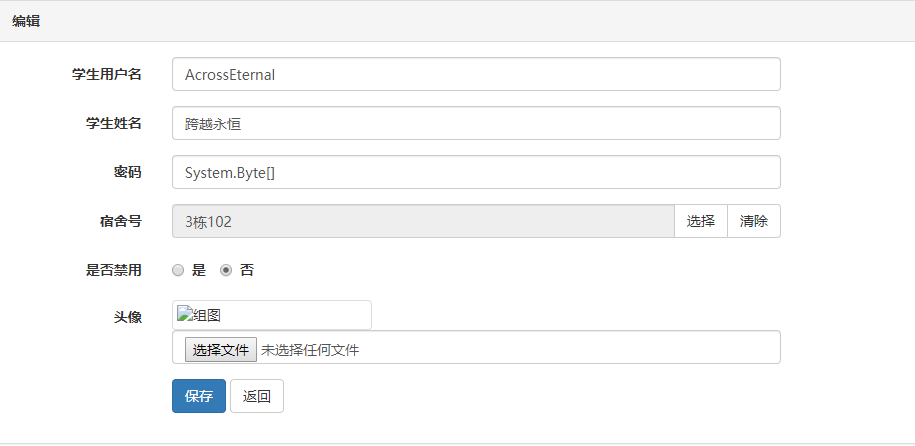 编辑
学生用户名 AcrossEternal
学生姓名 跨越永恒
密码 System.Byte[]
宿舍号 3栋102 选择 清除
是否禁用 是 否
头像 组图
选择文件 未选择任何文件
保存 返回